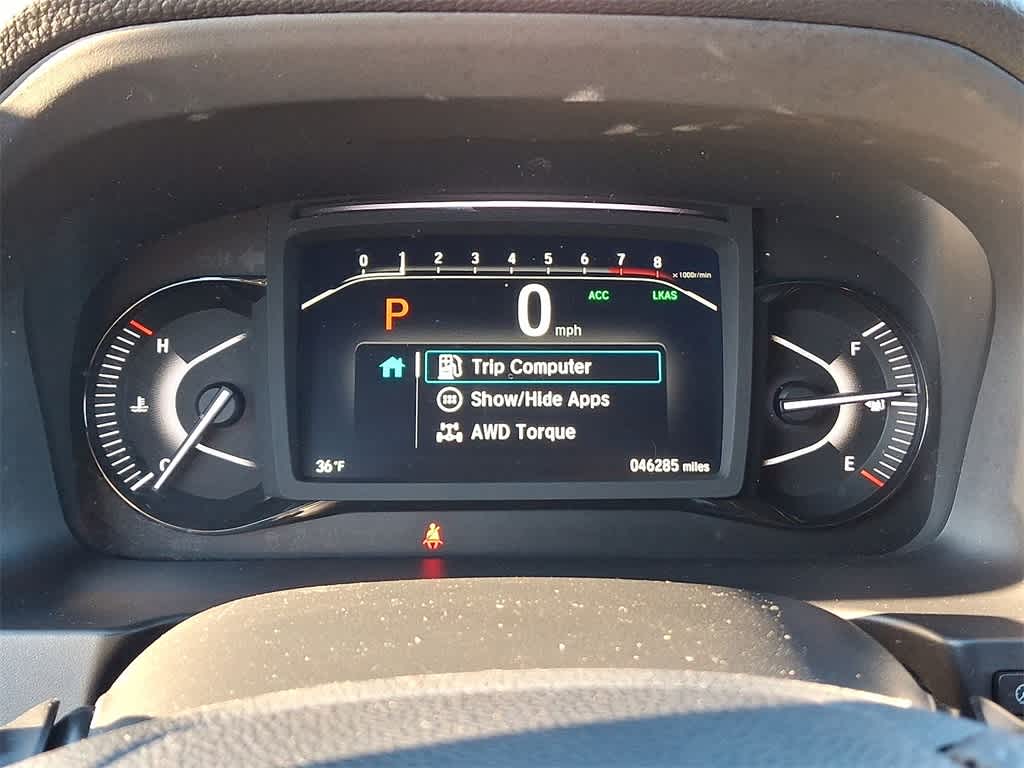 0 1 2 3 4 5 6 7 8 ×1000r/min
P 0 mph ACC LKAS
H
F
Trip Computer
Show/Hide Apps
AWD Torque
C
E
36°F
046285 miles